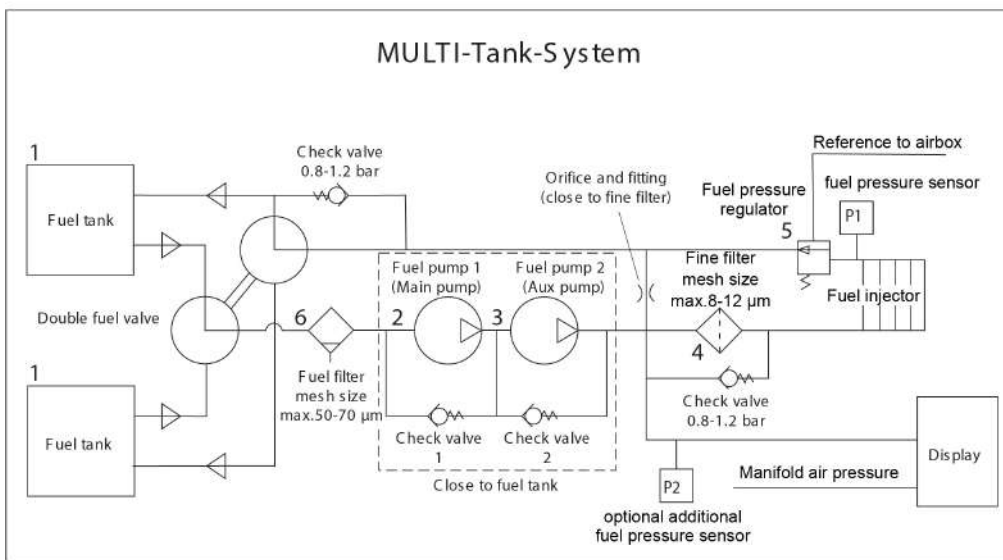 MULTI-Tank-System
1
Fuel tank
Check valve
0.8-1.2 bar
Orifice and fitting
(close to fine filter)
Reference to airbox
Fuel pressure
regulator
fuel pressure sensor
P1
5
Double fuel valve
Fuel pump 1
(Main pump)
Fuel pump 2
(Aux pump)
Fine filter
mesh size
max.8-12 µm
Fuel injector
6
2
3
4
Fuel filter
mesh size
max.50-70 µm
1
Fuel tank
Check valve
1
Check valve
2
Close to fuel tank
Check valve
0.8-1.2 bar
P2
optional additional
fuel pressure sensor
Manifold air pressure
Display